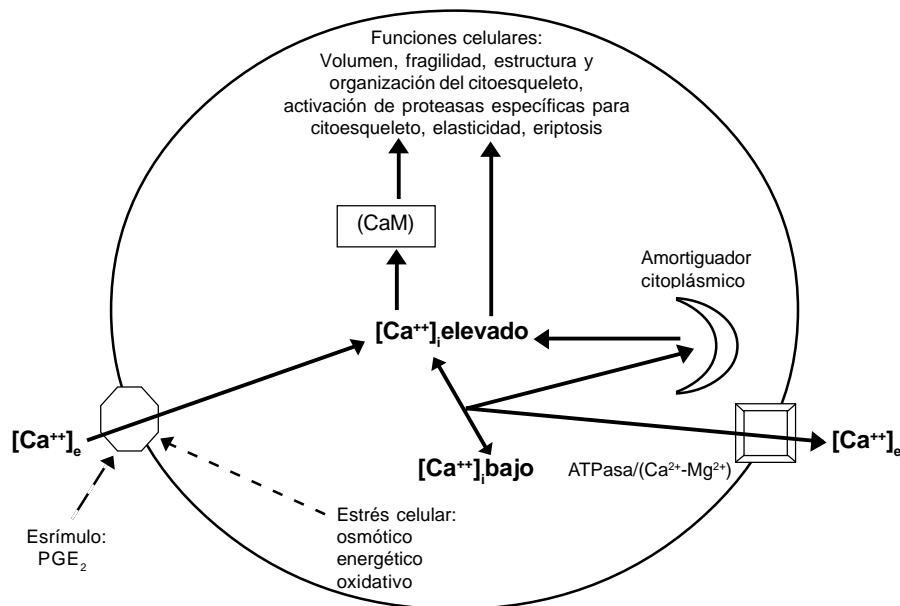 Funciones celulares:
Volumen, fragilidad, estructura y
organización del citoesqueleto,
activación de proteasas específicas para
citoesqueleto, elasticidad, eriptosis
(CaM)
Amortiguador
citoplásmico
[Ca⁺⁺]ᵢelevado
[Ca⁺⁺]ₑ
[Ca⁺⁺]ᵢbajo
ATPasa/(Ca²⁺-Mg²⁺)
[Ca⁺⁺]ₑ
Esrímulo:
PGE₂
Estrés celular:
osmótico
energético
oxidativo